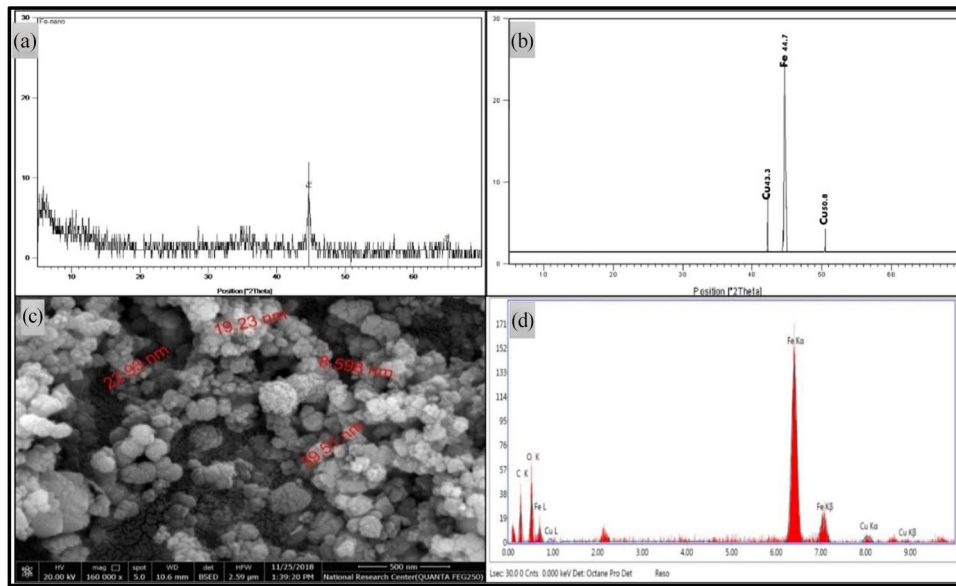 (a)
Fe-nano
30
20
10
0
Fe
10 20 30 40 50 60
Position [°2Theta]
(b)
30
20
10
0
Cu43.3
Fe 44.7
Cu50.8
10 20 30 40 50 60
Position [°2Theta]
(c)
19.23 nm
22.99 nm
8.598 nm
HV mag spot WD det HFW 11/25/2018 500 nm
20.00 kV 160 000 x 5.0 10.6 mm BSED 2.59 µm 1:39:20 PM National Research Center(QUANTA FEG250)
(d)
171
152
133
114
95
76
57
38
19
0
C K
O K
Fe L
Cu L
Fe Kα
Fe Kβ
Cu Kα
Cu Kβ
0.00 1.00 2.00 3.00 4.00 5.00 6.00 7.00 8.00 9.00
Lsec: 30.0 0 Cnts 0.000 keV Det: Octane Pro Det Reso